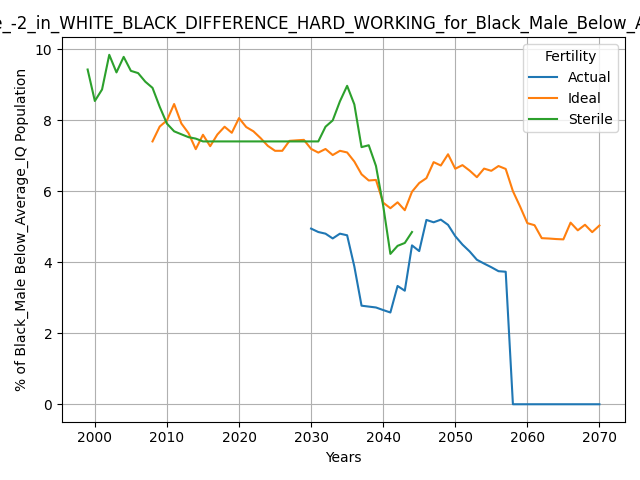 _-2_in_WHITE_BLACK_DIFFERENCE_HARD_WORKING_for_Black_Male_Below_A
Fertility
Actual
Ideal
Sterile
% of Black_Male Below_Average_IQ Population
10
8
6
4
2
0
2000 2010 2020 2030 2040 2050 2060 2070
Years